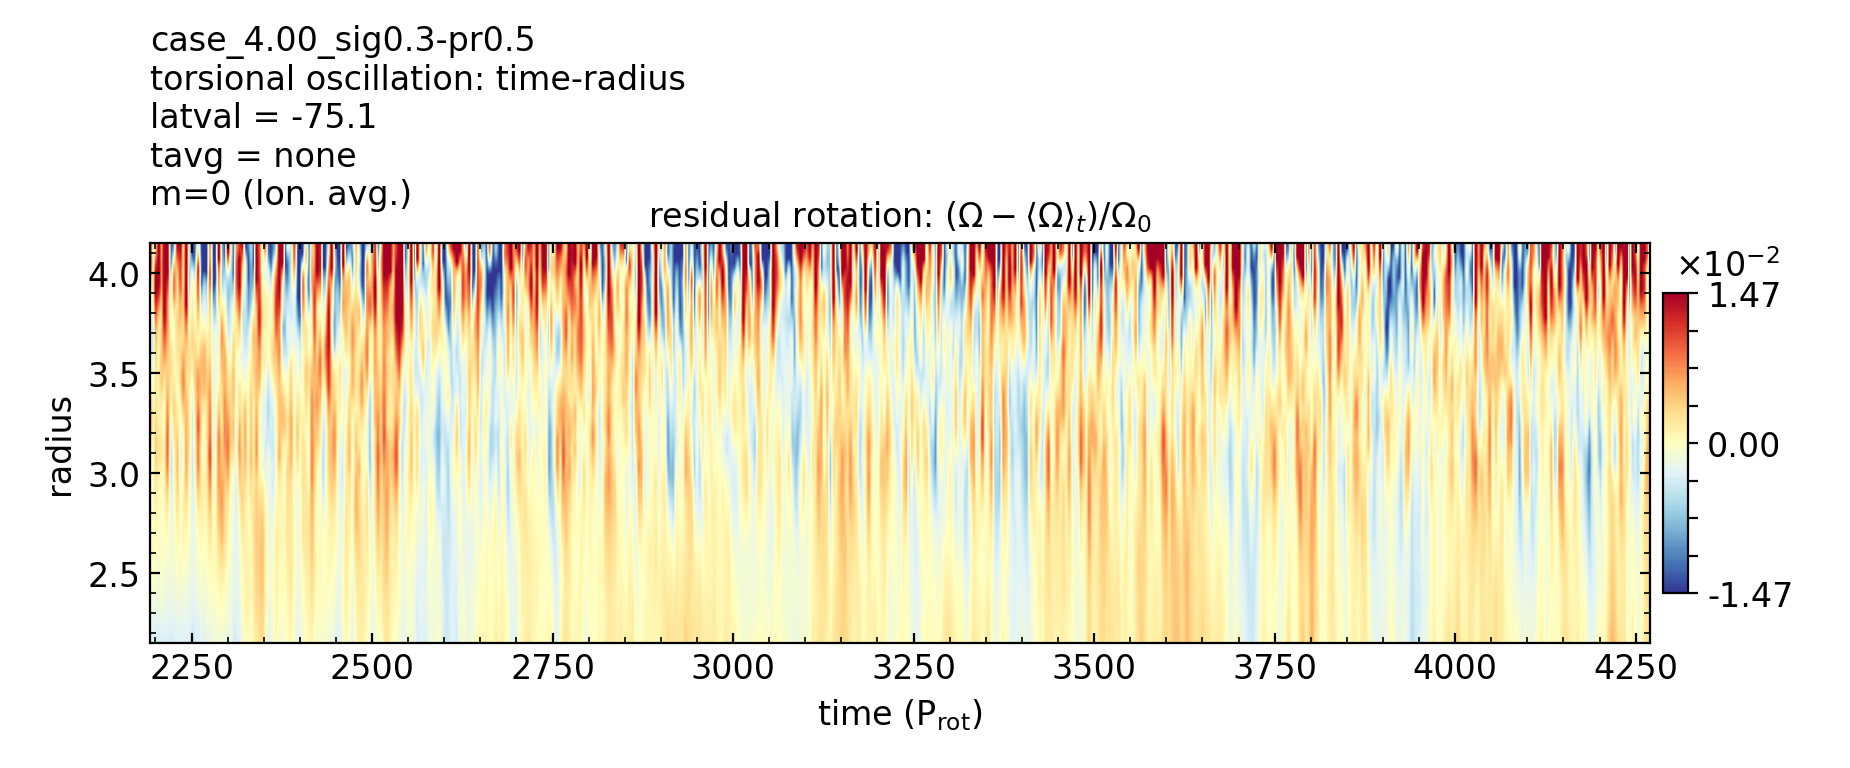 case_4.00_sig0.3-pr0.5
torsional oscillation: time-radius
latval = -75.1
tavg = none
m=0 (lon. avg.)
residual rotation: (Ω − ⟨Ω⟩ₜ)/Ω₀
×10⁻²
1.47
0.00
-1.47
radius
4.0
3.5
3.0
2.5
2250 2500 2750 3000 3250 3500 3750 4000 4250
time (P_rot)